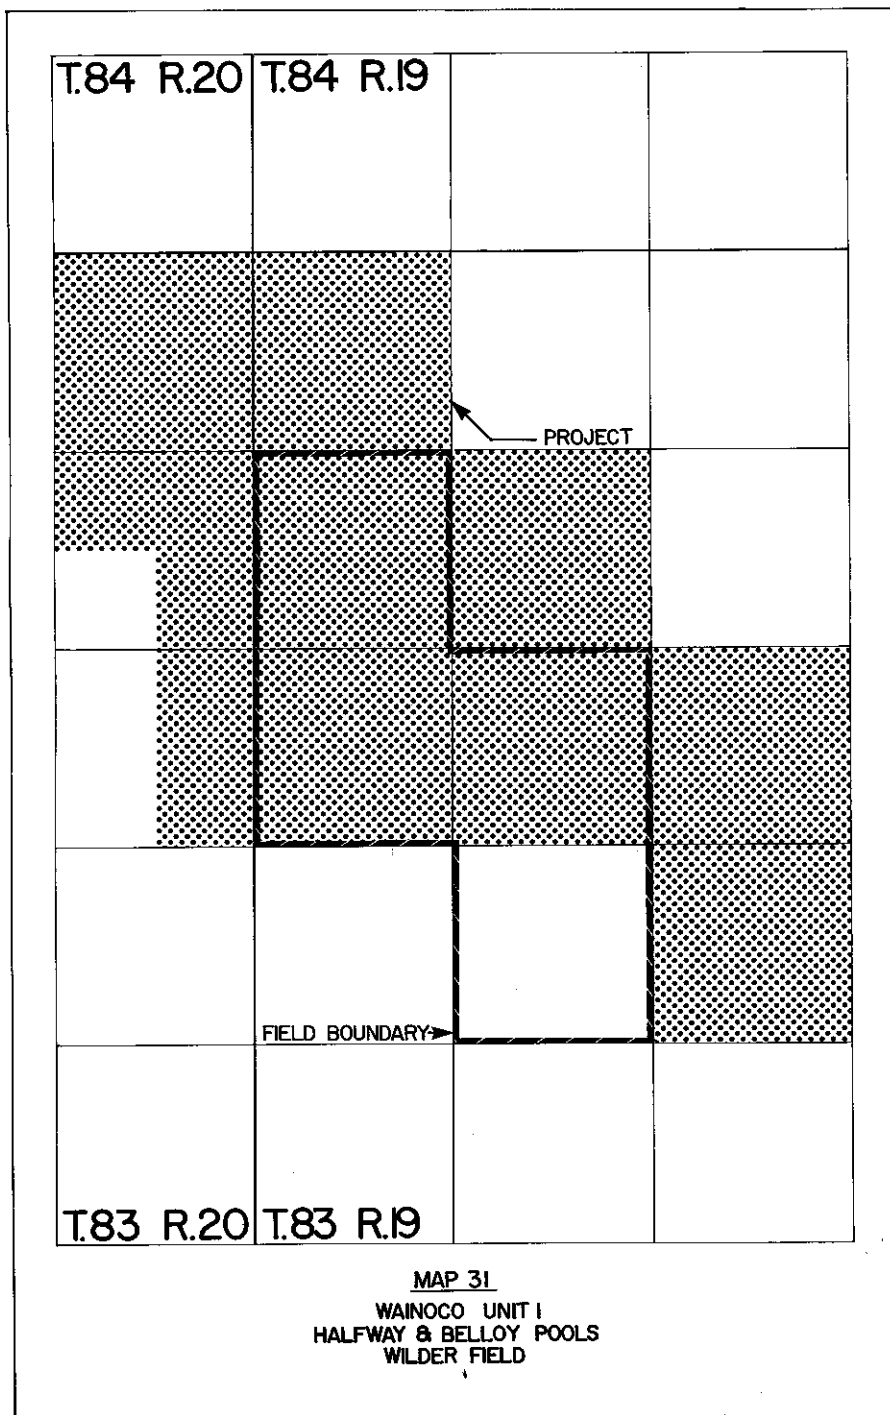 T.84 R.20 T.84 R.19
PROJECT
FIELD BOUNDARY
T.83 R.20 T.83 R.19
MAP 31
WAINOCO UNIT I
HALFWAY & BELLOY POOLS
WILDER FIELD